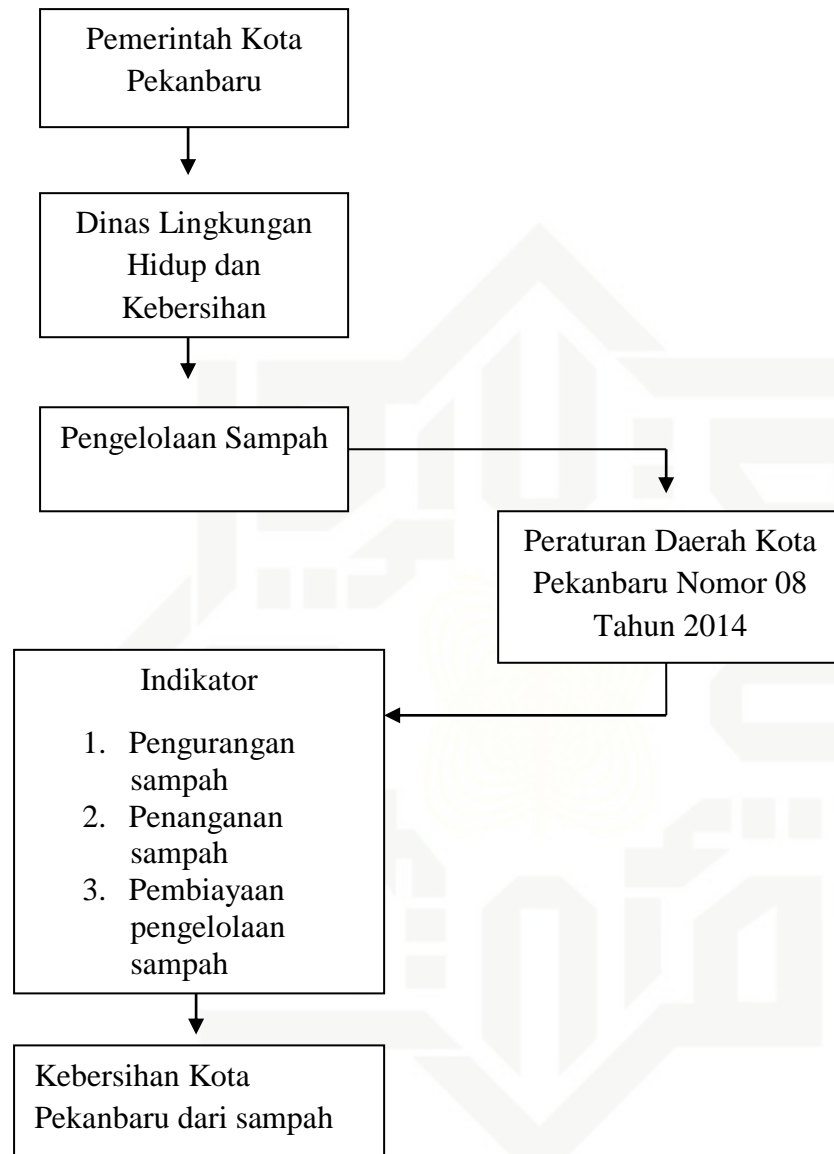 Pemerintah Kota
Pekanbaru
Dinas Lingkungan
Hidup dan
Kebersihan
Pengelolaan Sampah
Peraturan Daerah Kota
Pekanbaru Nomor 08
Tahun 2014
Indikator
1. Pengurangan
sampah
2. Penanganan
sampah
3. Pembiayaan
pengelolaan
sampah
Kebersihan Kota
Pekanbaru dari sampah